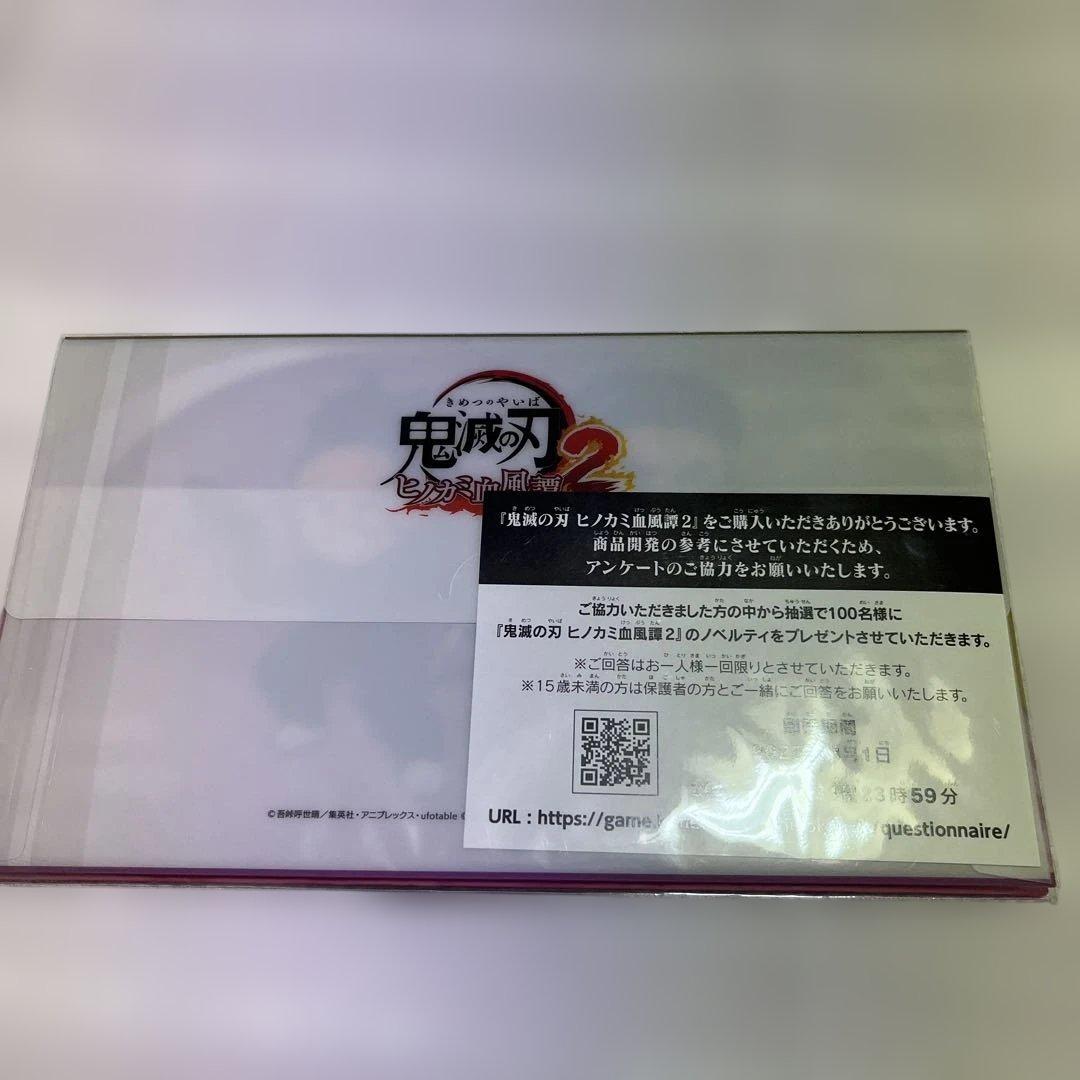 きめつのやいば
鬼滅の刃
ヒノカミ血風譚2
『鬼滅の刃 ヒノカミ血風譚2』をご購入いただきありがとうございます。
商品開発の参考にさせていただくため、
アンケートのご協力をお願いいたします。
ご協力いただきました方の中から抽選で100名様に
『鬼滅の刃 ヒノカミ血風譚2』のノベルティをプレゼントさせていただきます。
※ご回答はお一人様一回限りとさせていただきます。
※15歳未満の方は保護者の方とご一緒にご回答をお願いいたします。
1日
23時59分
URL : https://game. questionnaire/
©吾峠呼世晴/集英社・アニプレックス・ufotable